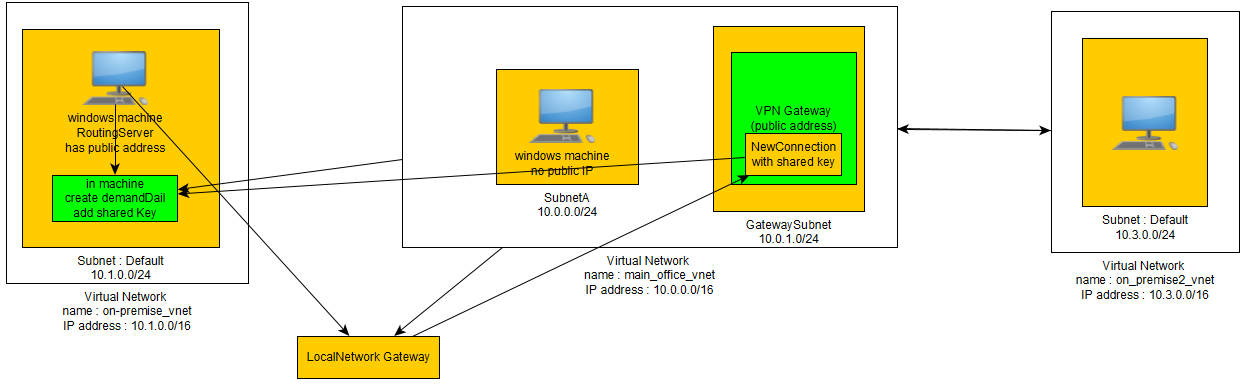 windows machine
RoutingServer
has public address
in machine
create demandDail
add shared Key
Subnet : Default
10.1.0.0/24
Virtual Network
name : on-premise_vnet
IP address : 10.1.0.0/16
windows machine
no public IP
SubnetA
10.0.0.0/24
VPN Gateway
(public address)
NewConnection
with shared key
GatewaySubnet
10.0.1.0/24
Virtual Network
name : main_office_vnet
IP address : 10.0.0.0/16
LocalNetwork Gateway
Subnet : Default
10.3.0.0/24
Virtual Network
name : on_premise2_vnet
IP address : 10.3.0.0/16